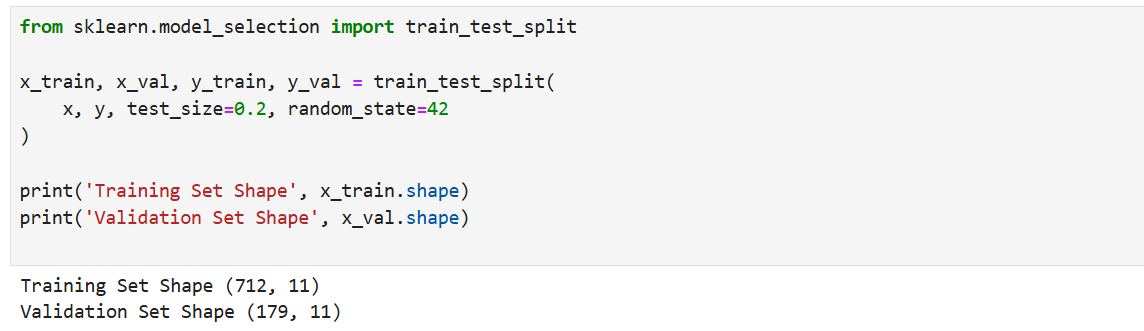 from sklearn.model_selection import train_test_split
x_train, x_val, y_train, y_val = train_test_split(
    x, y, test_size=0.2, random_state=42
)
print('Training Set Shape', x_train.shape)
print('Validation Set Shape', x_val.shape)
Training Set Shape (712, 11)
Validation Set Shape (179, 11)